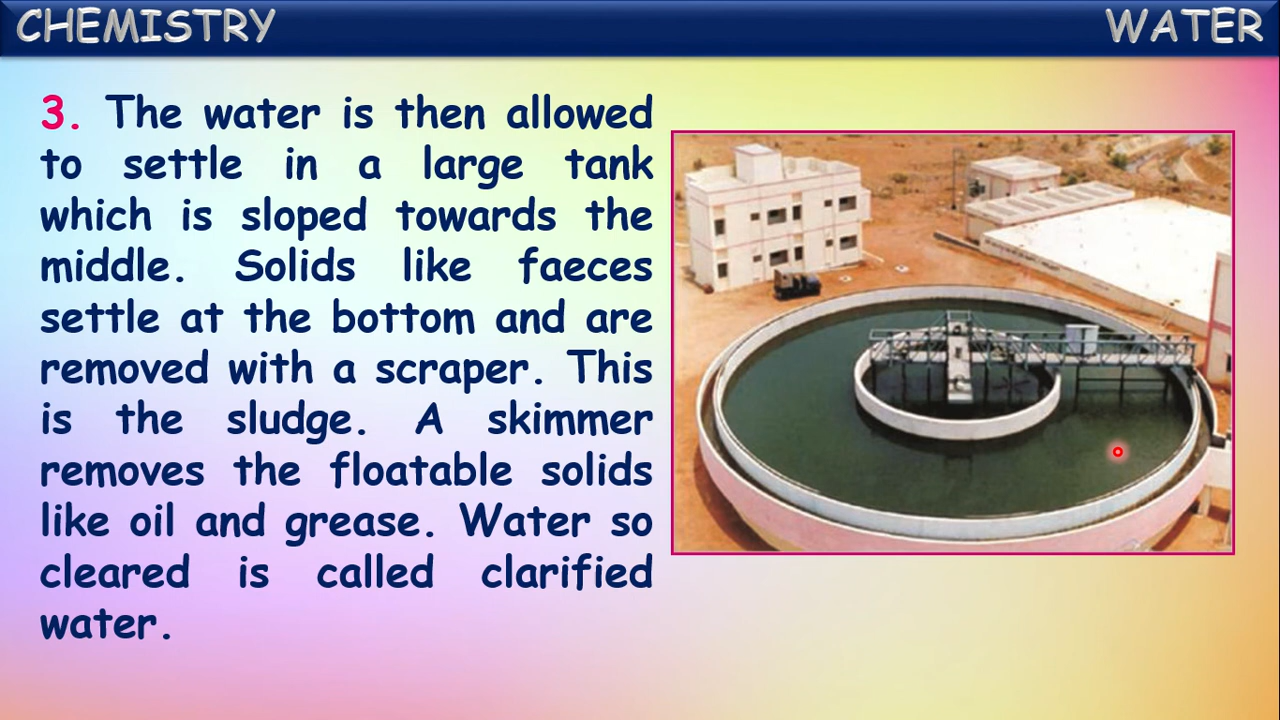 CHEMISTRY WATER
3. The water is then allowed
to settle in a large tank
which is sloped towards the
middle. Solids like faeces
settle at the bottom and are
removed with a scraper. This
is the sludge. A skimmer
removes the floatable solids
like oil and grease. Water so
cleared is called clarified
water.